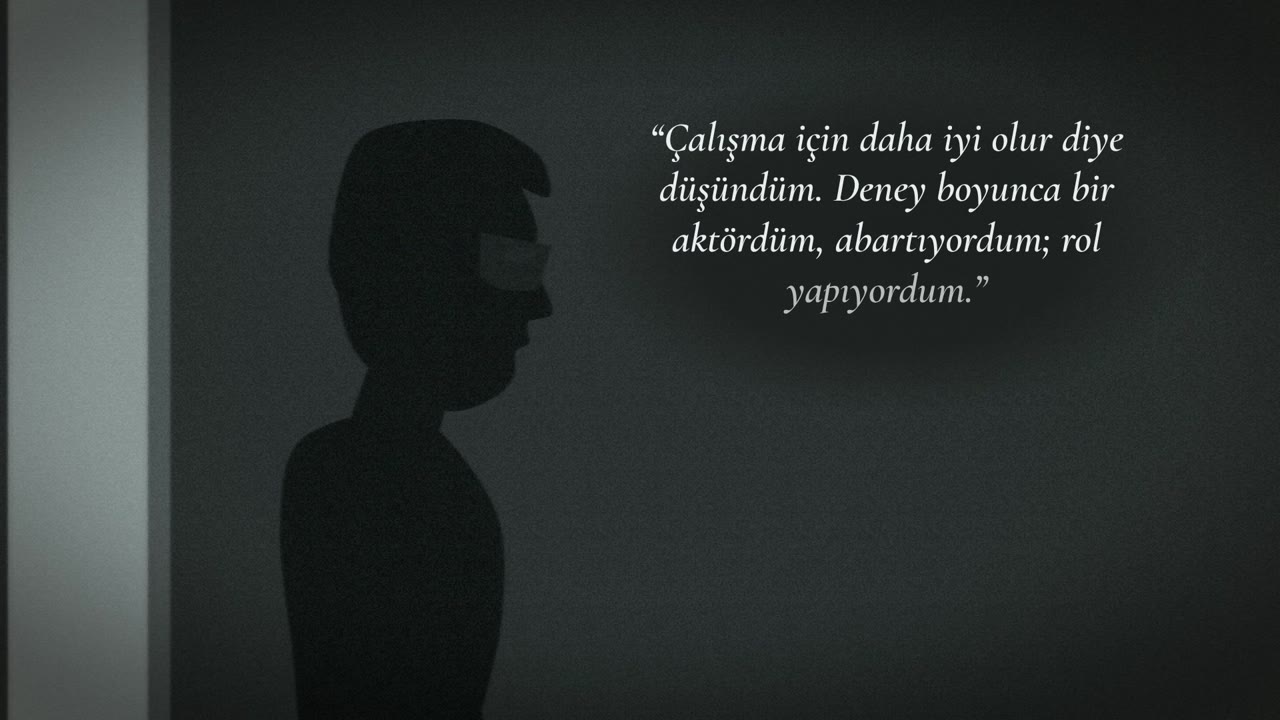 “Çalışma için daha iyi olur diye
düşündüm. Deney boyunca bir
aktördüm, abartıyordum; rol
yapıyordum.”